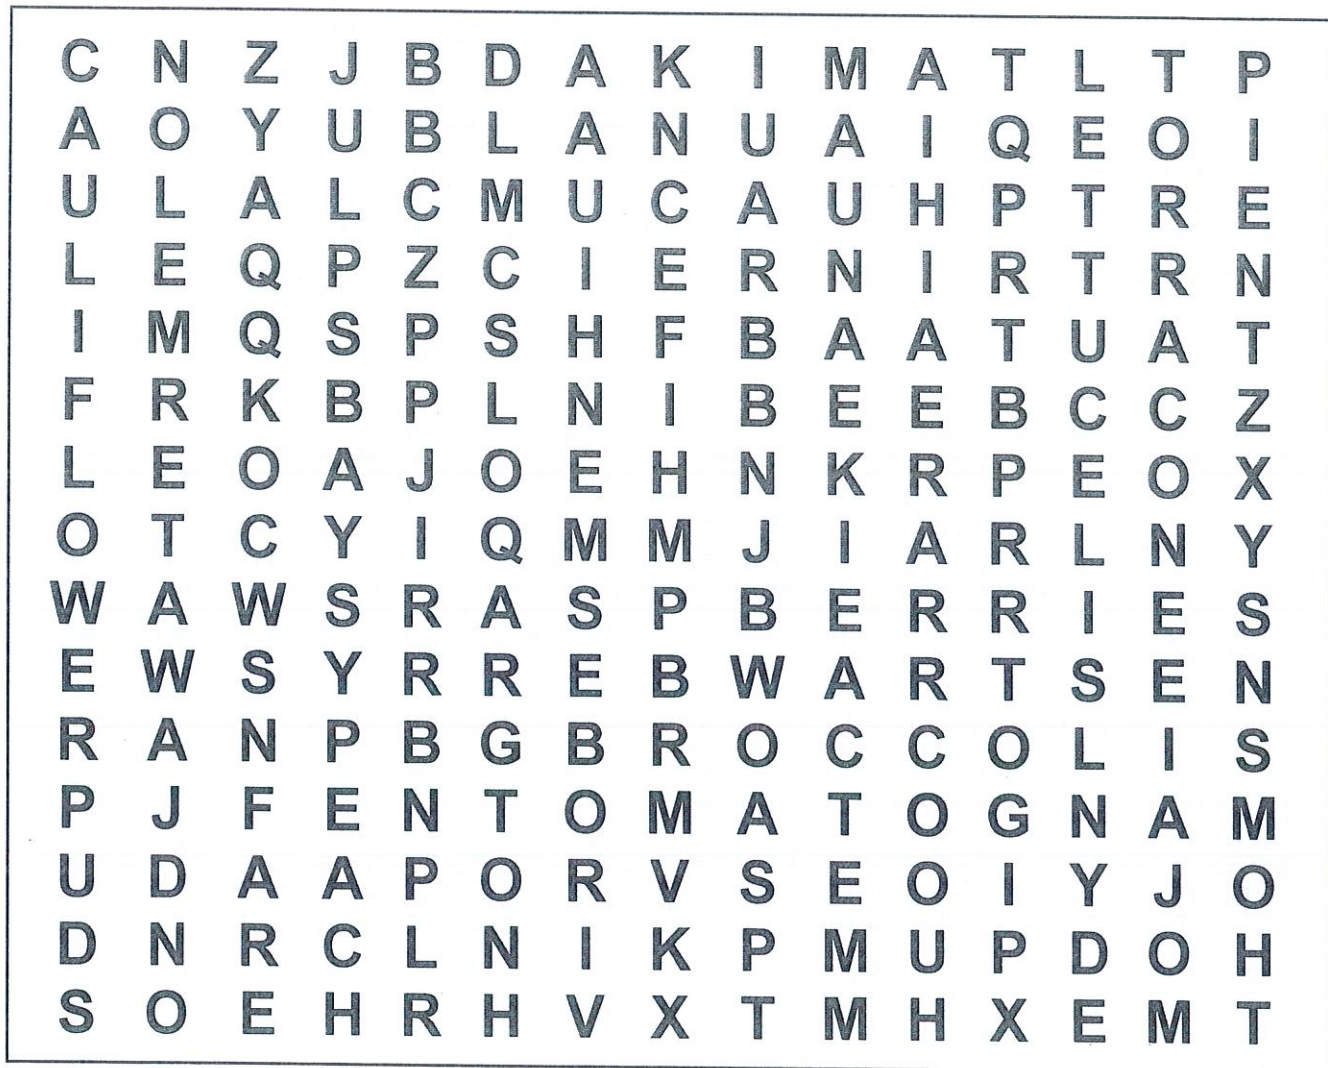 C N Z J B D A K I M A T L T P
A O Y U B L A N U A I Q E O I
U L A L C M U C A U H P T R E
L E Q P Z C I E R N I R T R N
I M Q S P S H F B A A T U A T
F R K B P L N I B E E B C C Z
L E O A J O E H N K R P E O X
O T C Y I Q M M J I A R L N Y
W A W S R A S P B E R R I E S
E W S Y R R E B W A R T S E N
R A N P B G B R O C C O L I S
P J F E N T O M A T O G N A M
U D A A P O R V S E O I Y J O
D N R C L N I K P M U P D O H
S O E H R H V X T M H X E M T